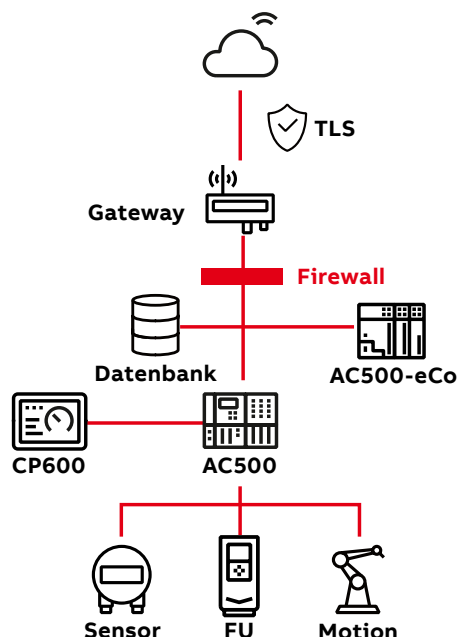 TLS
Gateway
Firewall
Datenbank
AC500-eCo
CP600
AC500
Sensor
FU
Motion